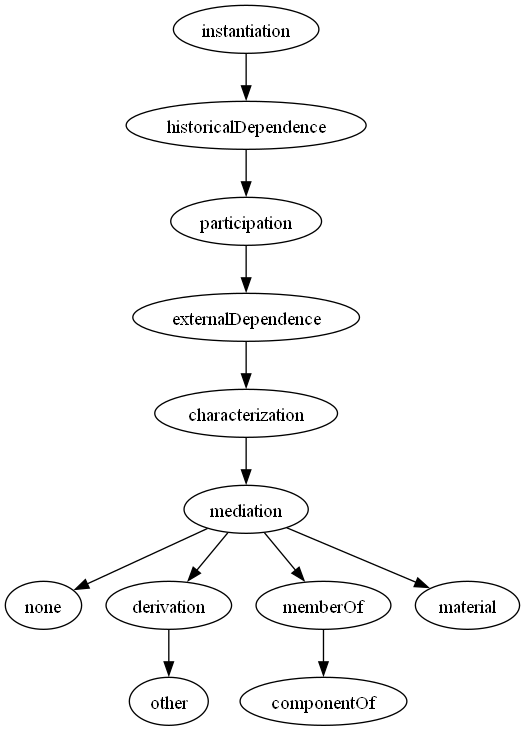 instantiation
historicalDependence
participation
externalDependence
characterization
mediation
none
derivation
memberOf
material
other
componentOf